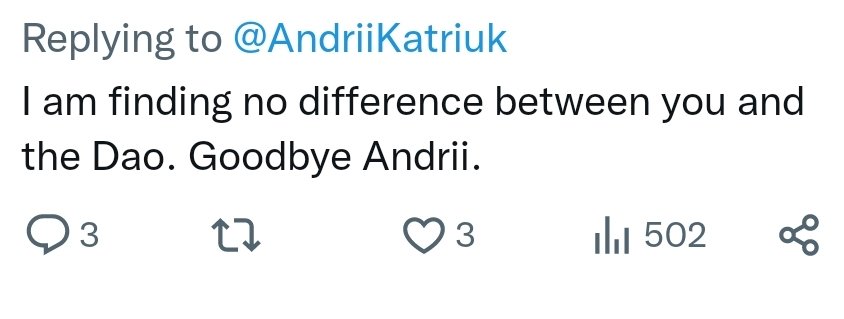 Replying to @AndriiKatriuk
I am finding no difference between you and
the Dao. Goodbye Andrii.
3 3 502